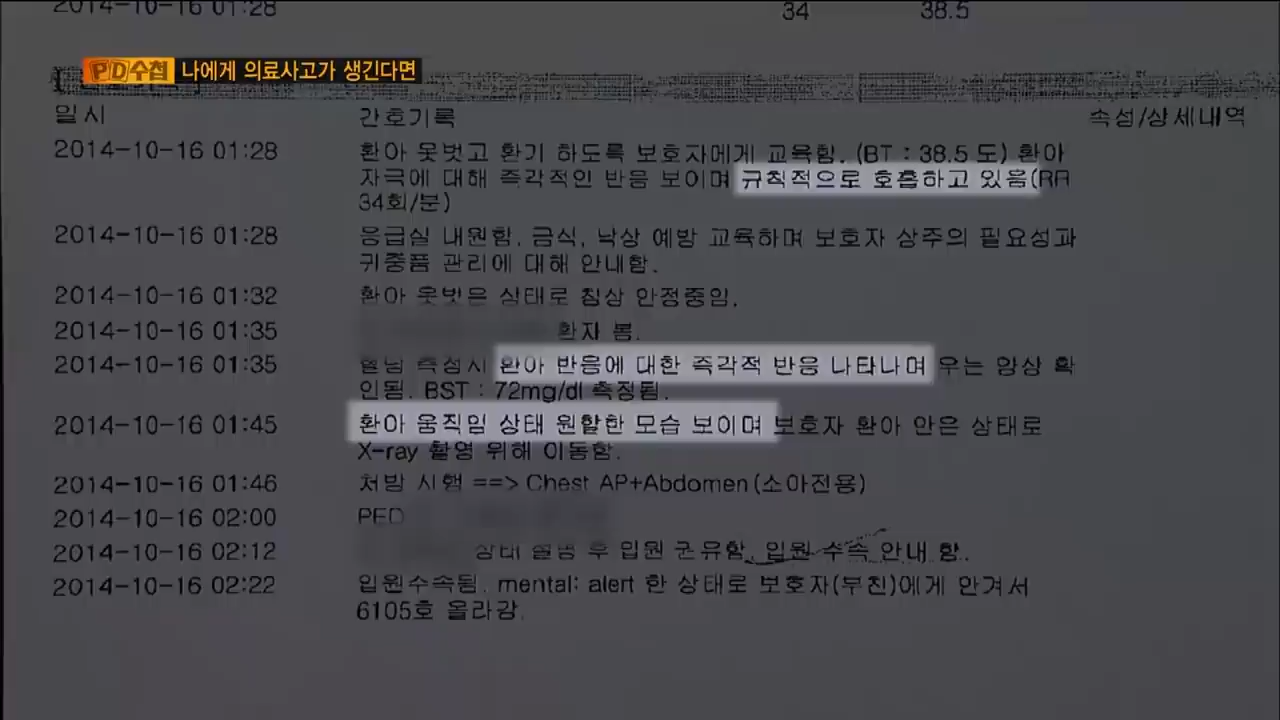 2014-10-16 01:28 34 38.5
PD수첩 나에게 의료사고가 생긴다면
일시 간호기록 속성/상세내역
2014-10-16 01:28 환아 옷벗고 환기 하도록 보호자에게 교육함. (BT : 38.5 도) 환아
자극에 대해 즉각적인 반응 보이며 규칙적으로 호흡하고 있음(RR
34회/분)
2014-10-16 01:28 응급실 내원함. 금식, 낙상 예방 교육하며 보호자 상주의 필요성과
귀중품 관리에 대해 안내함.
2014-10-16 01:32 환아 옷벗은 상태로 침상 안정중임.
2014-10-16 01:35 환자 봄.
2014-10-16 01:35 혈당 측정시 환아 반응에 대한 즉각적 반응 나타나며 우는 양상 확
인됨. BST : 72mg/dl 측정됨.
2014-10-16 01:45 환아 움직임 상태 원할한 모습 보이며 보호자 환아 안은 상태로
X-ray 촬영 위해 이동함.
2014-10-16 01:46 처방 시행 ==> Chest AP+Abdomen(소아전용)
2014-10-16 02:00 PED
2014-10-16 02:12 상태 설명 후 입원 권유함. 입원 수속 안내 함.
2014-10-16 02:22 입원수속됨. mental: alert 한 상태로 보호자(부친)에게 안겨서
6105호 올라감.